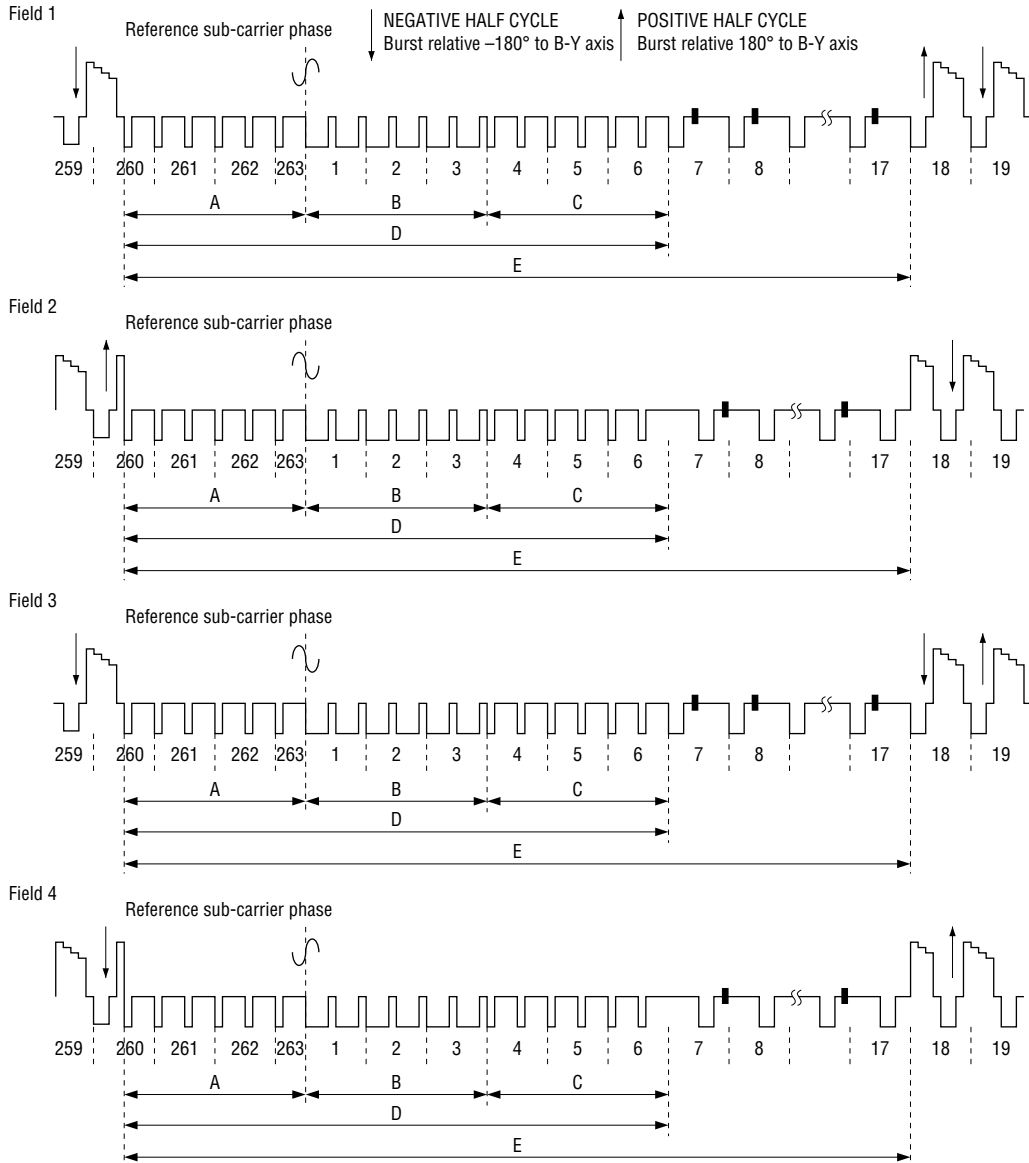 Field 1
Reference sub-carrier phase
NEGATIVE HALF CYCLE
Burst relative –180° to B-Y axis
POSITIVE HALF CYCLE
Burst relative 180° to B-Y axis
259 260 261 262 263 1 2 3 4 5 6 7 8 17 18 19
A B C
D
E
Field 2
Reference sub-carrier phase
259 260 261 262 263 1 2 3 4 5 6 7 8 17 18 19
A B C
D
E
Field 3
Reference sub-carrier phase
259 260 261 262 263 1 2 3 4 5 6 7 8 17 18 19
A B C
D
E
Field 4
Reference sub-carrier phase
259 260 261 262 263 1 2 3 4 5 6 7 8 17 18 19
A B C
D
E